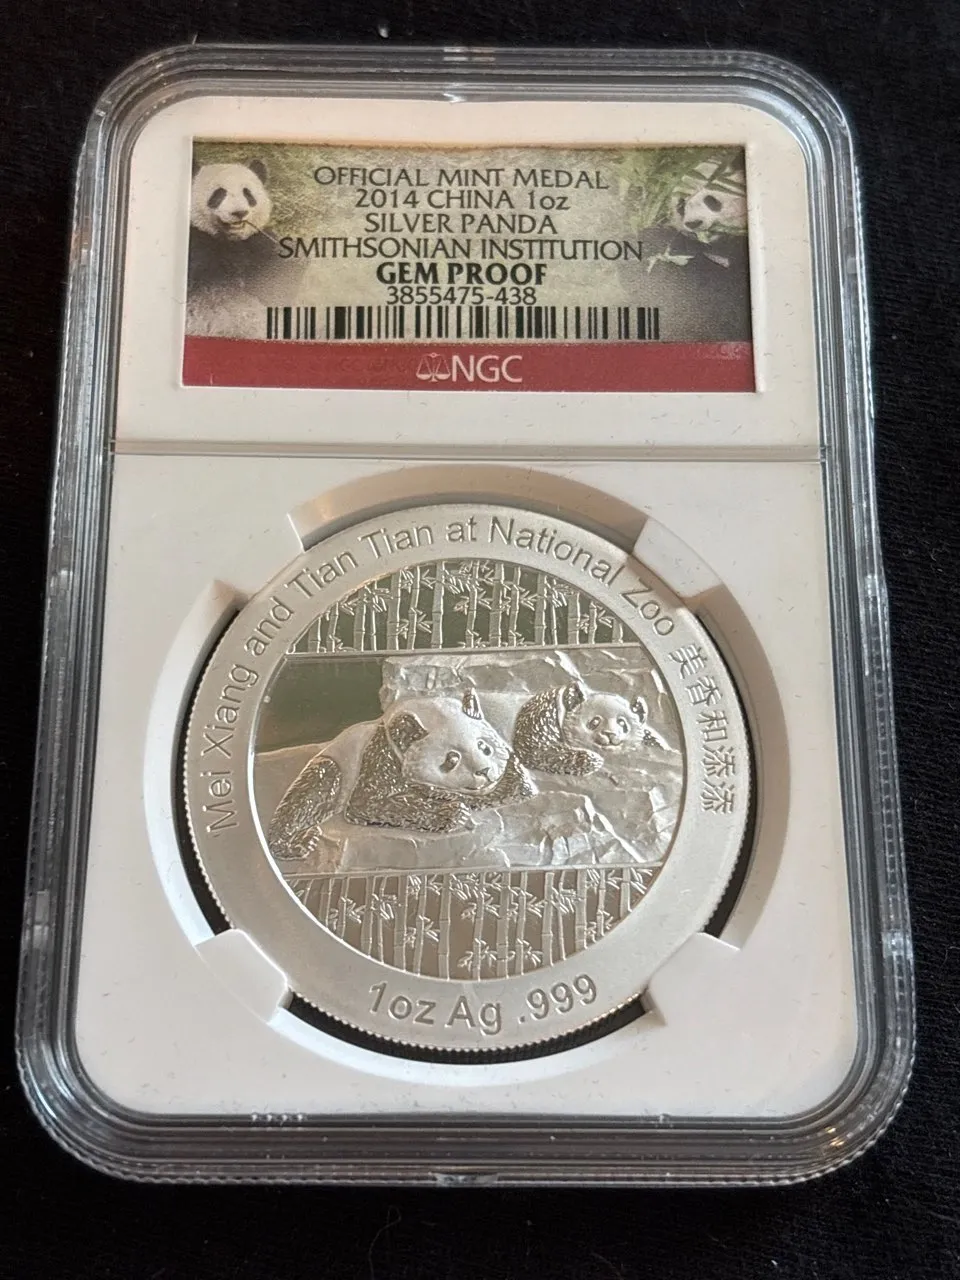 OFFICIAL MINT MEDAL
2014 CHINA 1oz
SILVER PANDA
SMITHSONIAN INSTITUTION
GEM PROOF
3855475-438
NGC
Mei Xiang and Tian Tian at National Zoo 美香和添添
1oz Ag .999